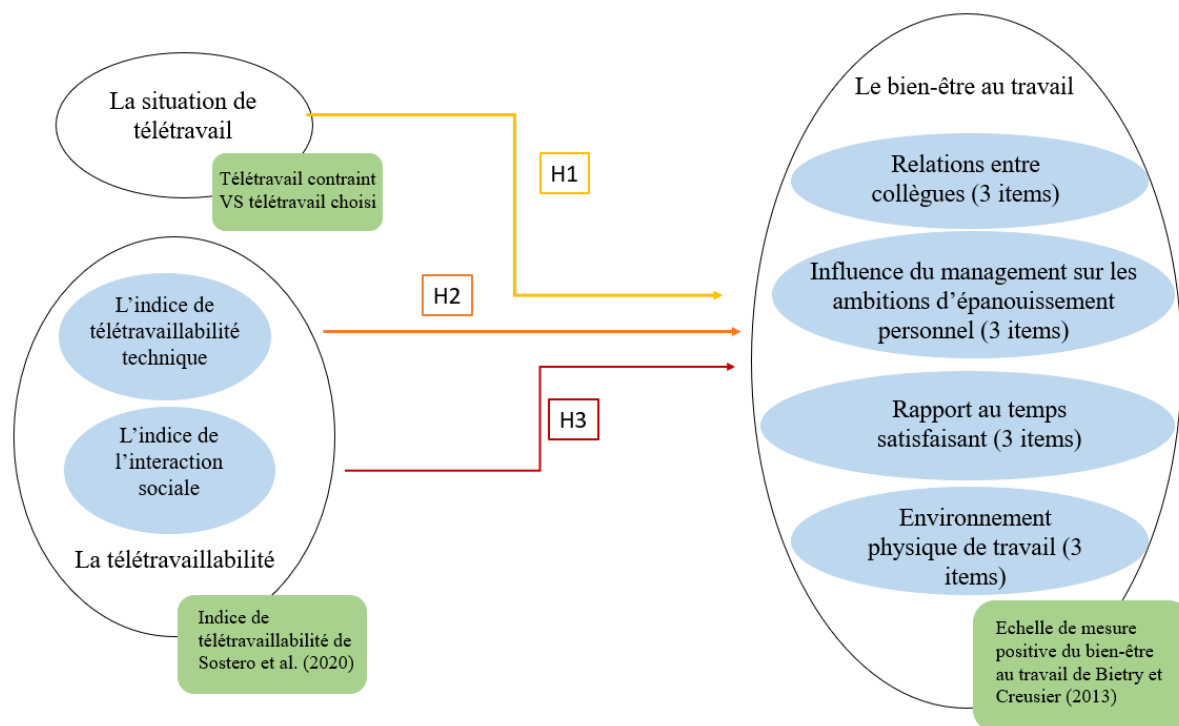 La situation de
télétravail
Télétravail contraint
VS télétravail choisi
H1
H2
H3
L’indice de
télétravaillabilité
technique
L’indice de
l’interaction
sociale
La télétravaillabilité
Indice de
télétravaillabilité de
Sostero et al. (2020)
Le bien-être au travail
Relations entre
collègues (3 items)
Influence du management sur les
ambitions d’épanouissement
personnel (3 items)
Rapport au temps
satisfaisant (3 items)
Environnement
physique de travail (3
items)
Echelle de mesure
positive du bien-être
au travail de Bietry et
Creusier (2013)